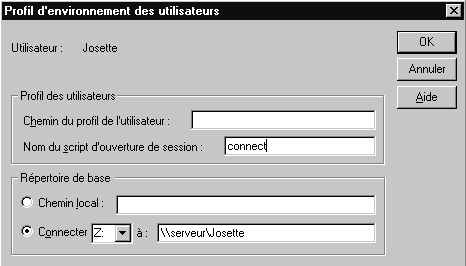 Profil d'environnement des utilisateurs
Utilisateur : Josette
OK
Annuler
Aide
Profil des utilisateurs
Chemin du profil de l'utilisateur :
Nom du script d'ouverture de session : connect
Répertoire de base
Chemin local :
Connecter Z: à : \\serveur\Josette